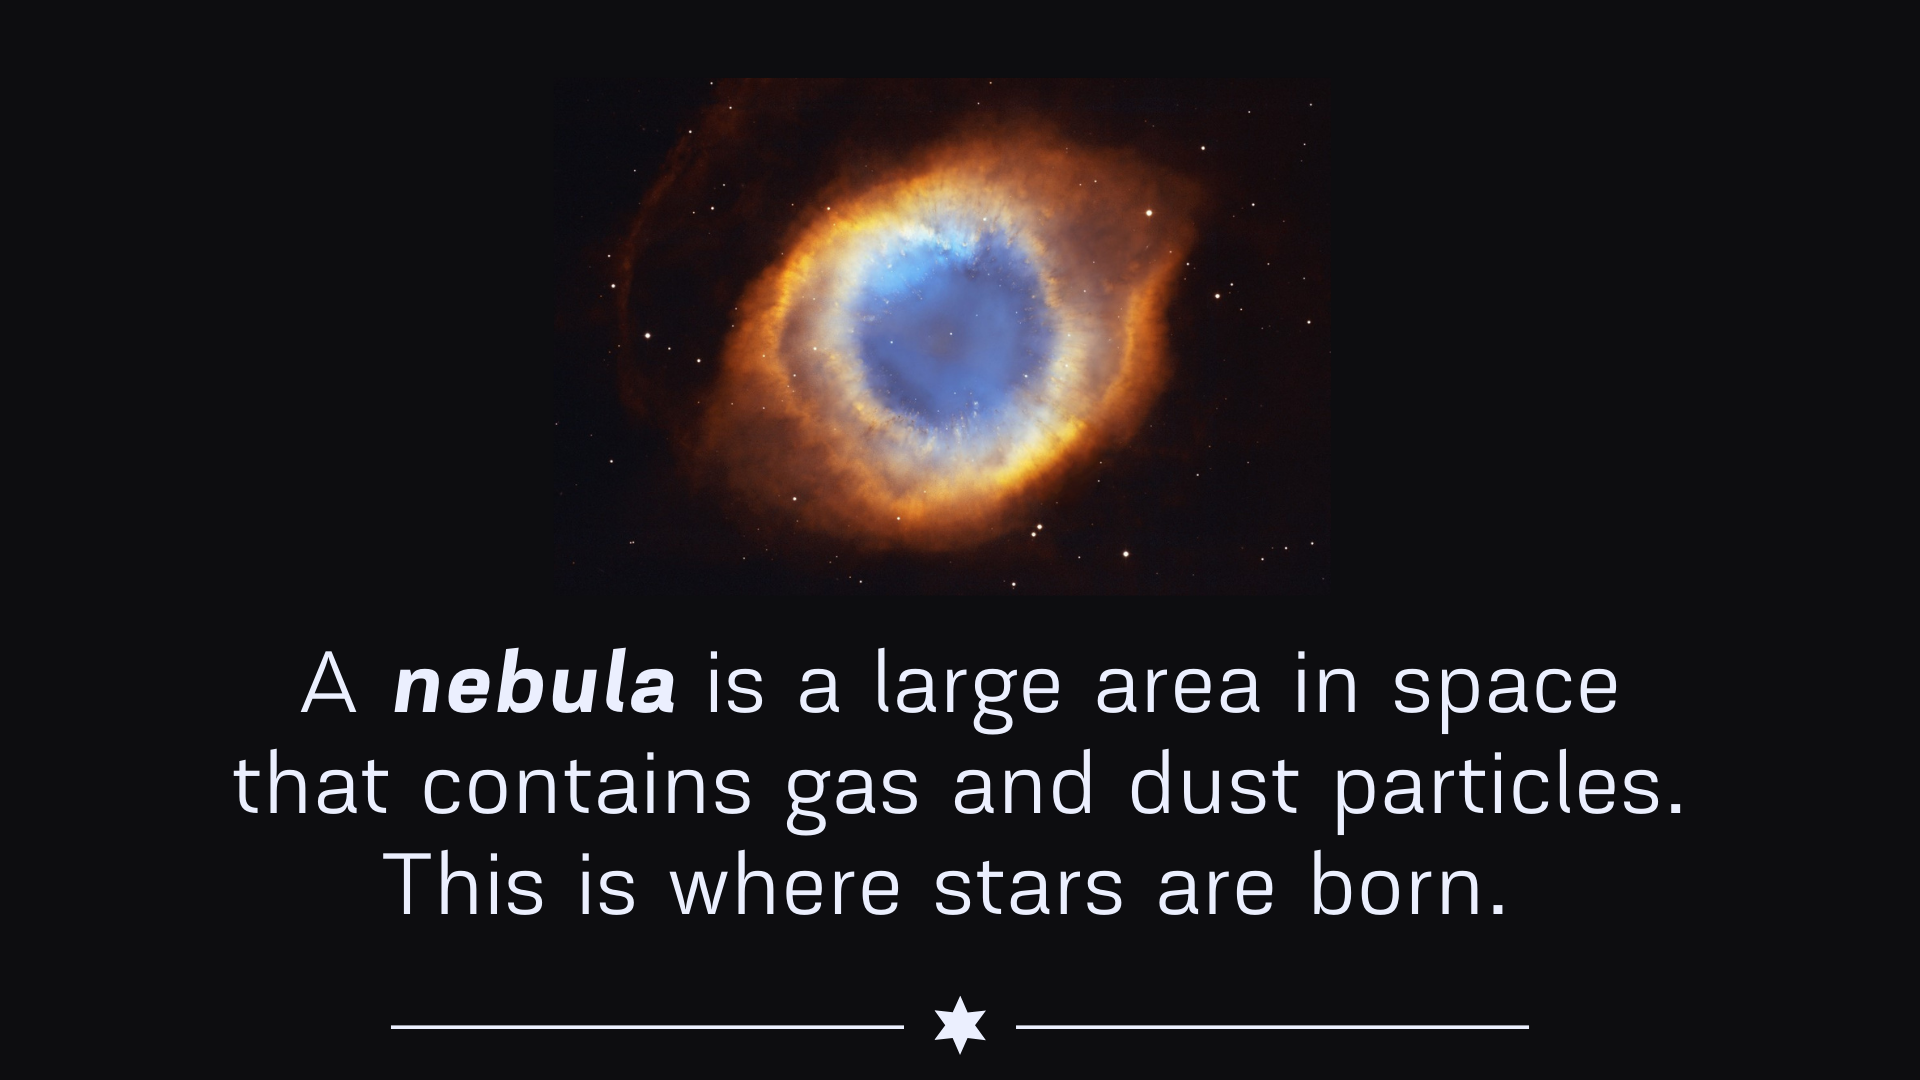 A nebula is a large area in space
that contains gas and dust particles.
This is where stars are born.